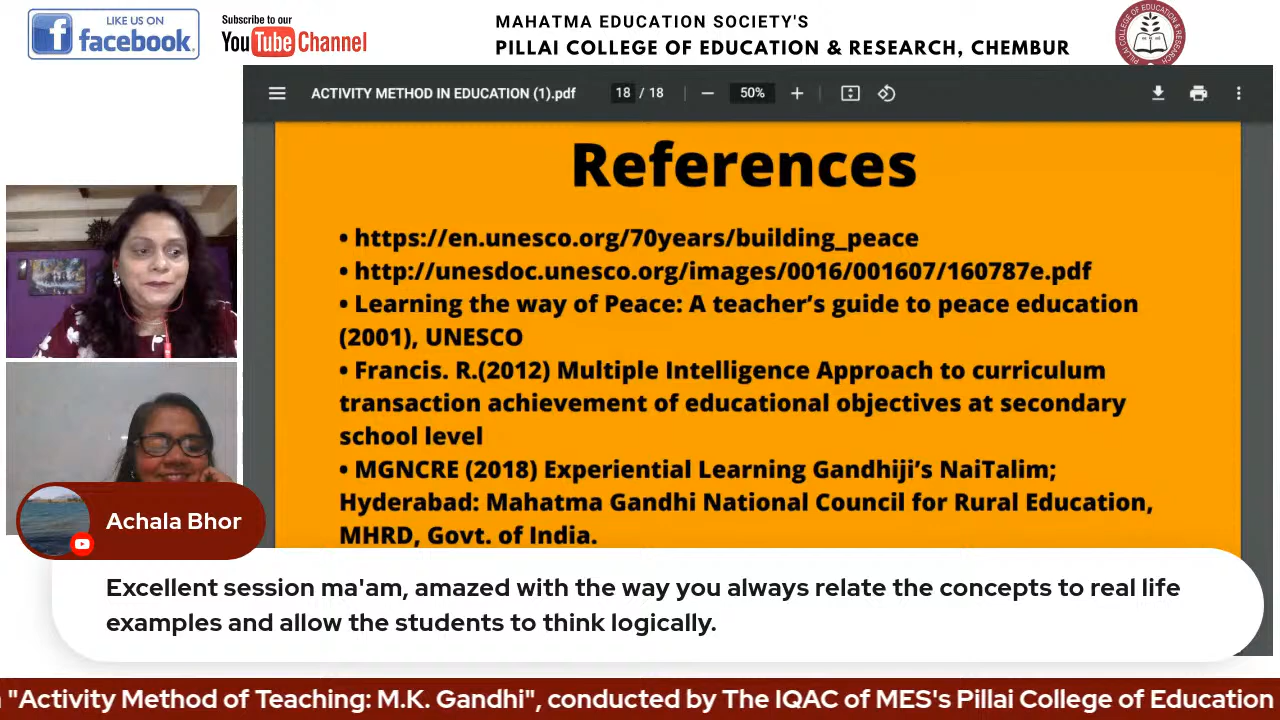 LIKE US ON
facebook.
Subscribe to our
YouTube Channel
MAHATMA EDUCATION SOCIETY'S
PILLAI COLLEGE OF EDUCATION & RESEARCH, CHEMBUR
PILLAI COLLEGE OF EDUCATION & RESEARCH
ACTIVITY METHOD IN EDUCATION (1).pdf
18 / 18
50%
References
• https://en.unesco.org/70years/building_peace
• http://unesdoc.unesco.org/images/0016/001607/160787e.pdf
• Learning the way of Peace: A teacher’s guide to peace education
(2001), UNESCO
• Francis. R.(2012) Multiple Intelligence Approach to curriculum
transaction achievement of educational objectives at secondary
school level
• MGNCRE (2018) Experiential Learning Gandhiji’s NaiTalim;
Hyderabad: Mahatma Gandhi National Council for Rural Education,
MHRD, Govt. of India.
Achala Bhor
Excellent session ma'am, amazed with the way you always relate the concepts to real life
examples and allow the students to think logically.
"Activity Method of Teaching: M.K. Gandhi", conducted by The IQAC of MES's Pillai College of Education